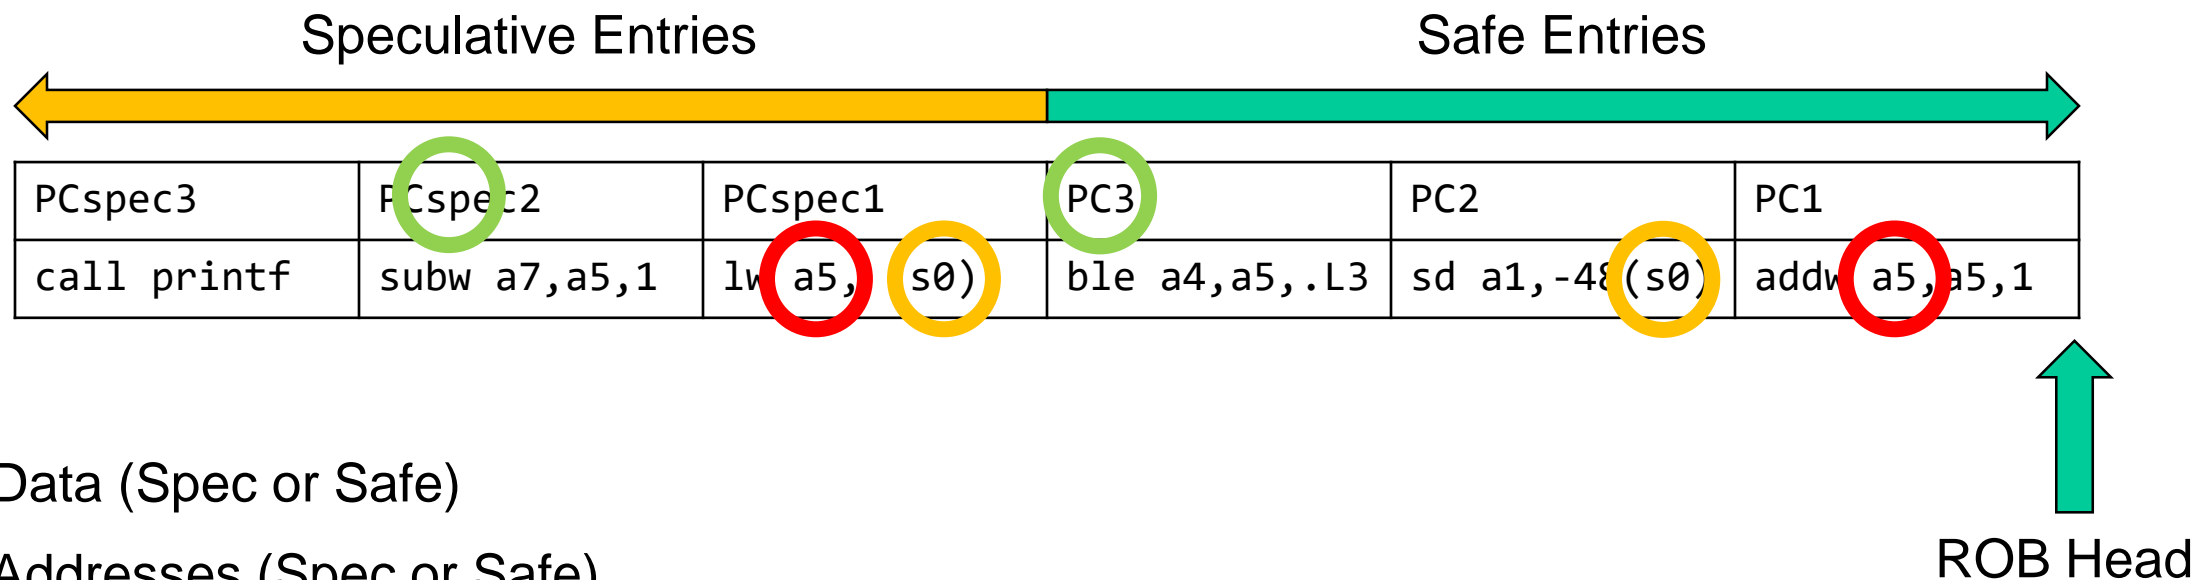 Speculative Entries Safe Entries
PCspec3 PCspec2 PCspec1 PC3 PC2 PC1
call printf subw a7,a5,1 lw a5, s0) ble a4,a5,.L3 sd a1,-48(s0) addw a5,a5,1
Data (Spec or Safe)
Addresses (Spec or Safe)
ROB Head